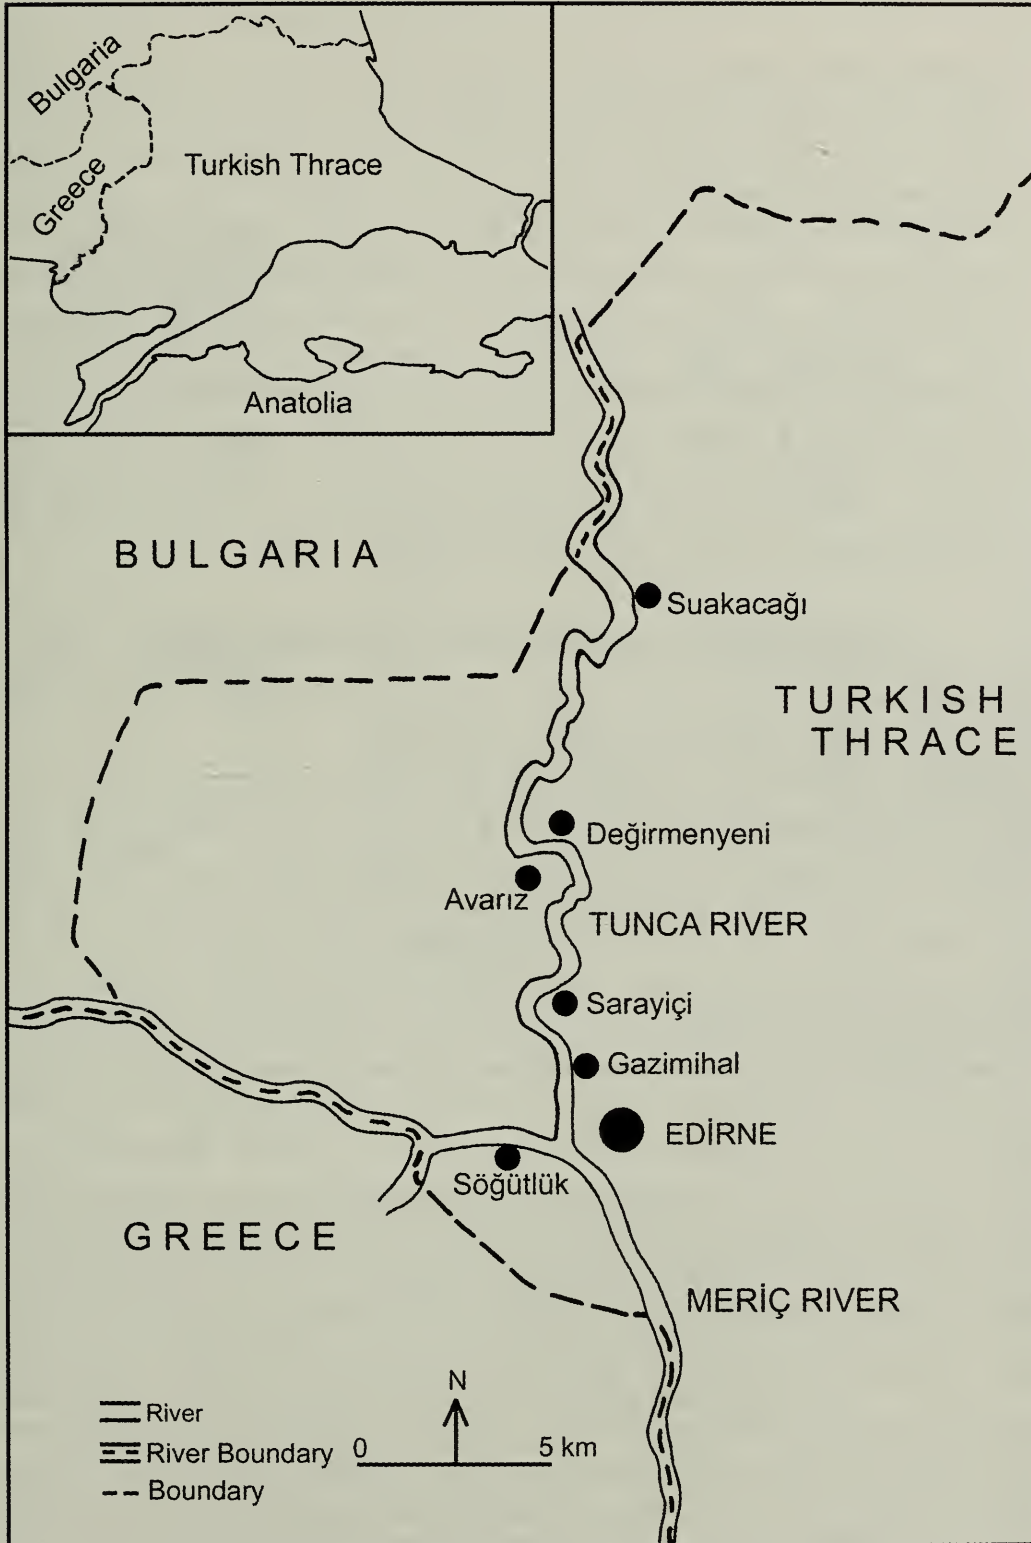 Bulgaria
Greece
Turkish Thrace
Anatolia
BULGARIA
Suakacağı
TURKISH
THRACE
Değirmenyeni
Avarız
TUNCA RIVER
Sarayiçi
Gazimihal
EDİRNE
Söğütlük
GREECE
MERİÇ RIVER
N
River
River Boundary
0 5 km
Boundary